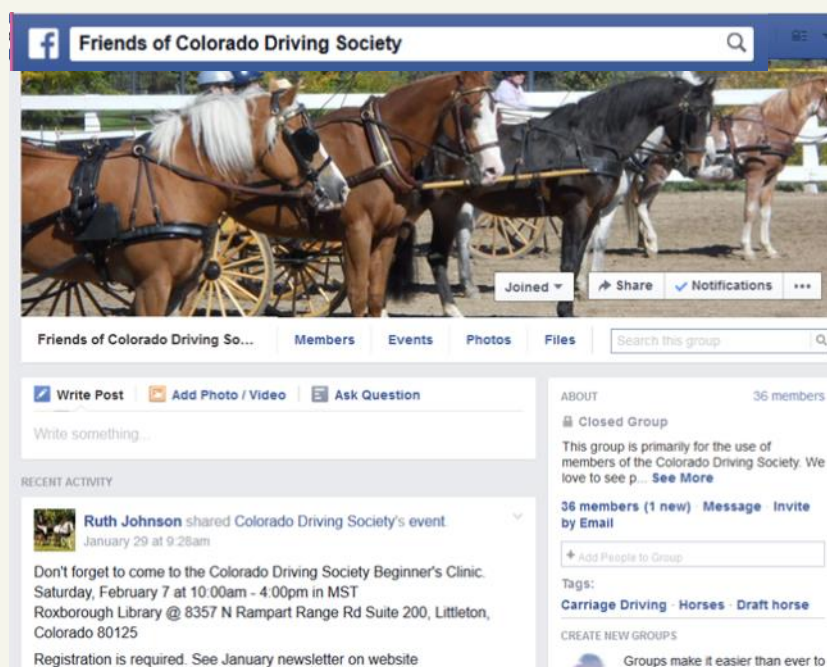 f Friends of Colorado Driving Society
Joined Share Notifications ...
Friends of Colorado Driving So... Members Events Photos Files Search this group
Write Post Add Photo / Video Ask Question
Write something...
RECENT ACTIVITY
Ruth Johnson shared Colorado Driving Society's event
January 29 at 9:28am
Don't forget to come to the Colorado Driving Society Beginner's Clinic.
Saturday, February 7 at 10:00am - 4:00pm in MST
Roxborough Library @ 8357 N Rampart Range Rd Suite 200, Littleton,
Colorado 80125
Registration is required. See January newsletter on website
ABOUT 36 members
Closed Group
This group is primarily for the use of
members of the Colorado Driving Society. We
love to see p... See More
36 members (1 new) · Message · Invite
by Email
+ Add People to Group
Tags:
Carriage Driving · Horses · Draft horse
CREATE NEW GROUPS
Groups make it easier than ever to